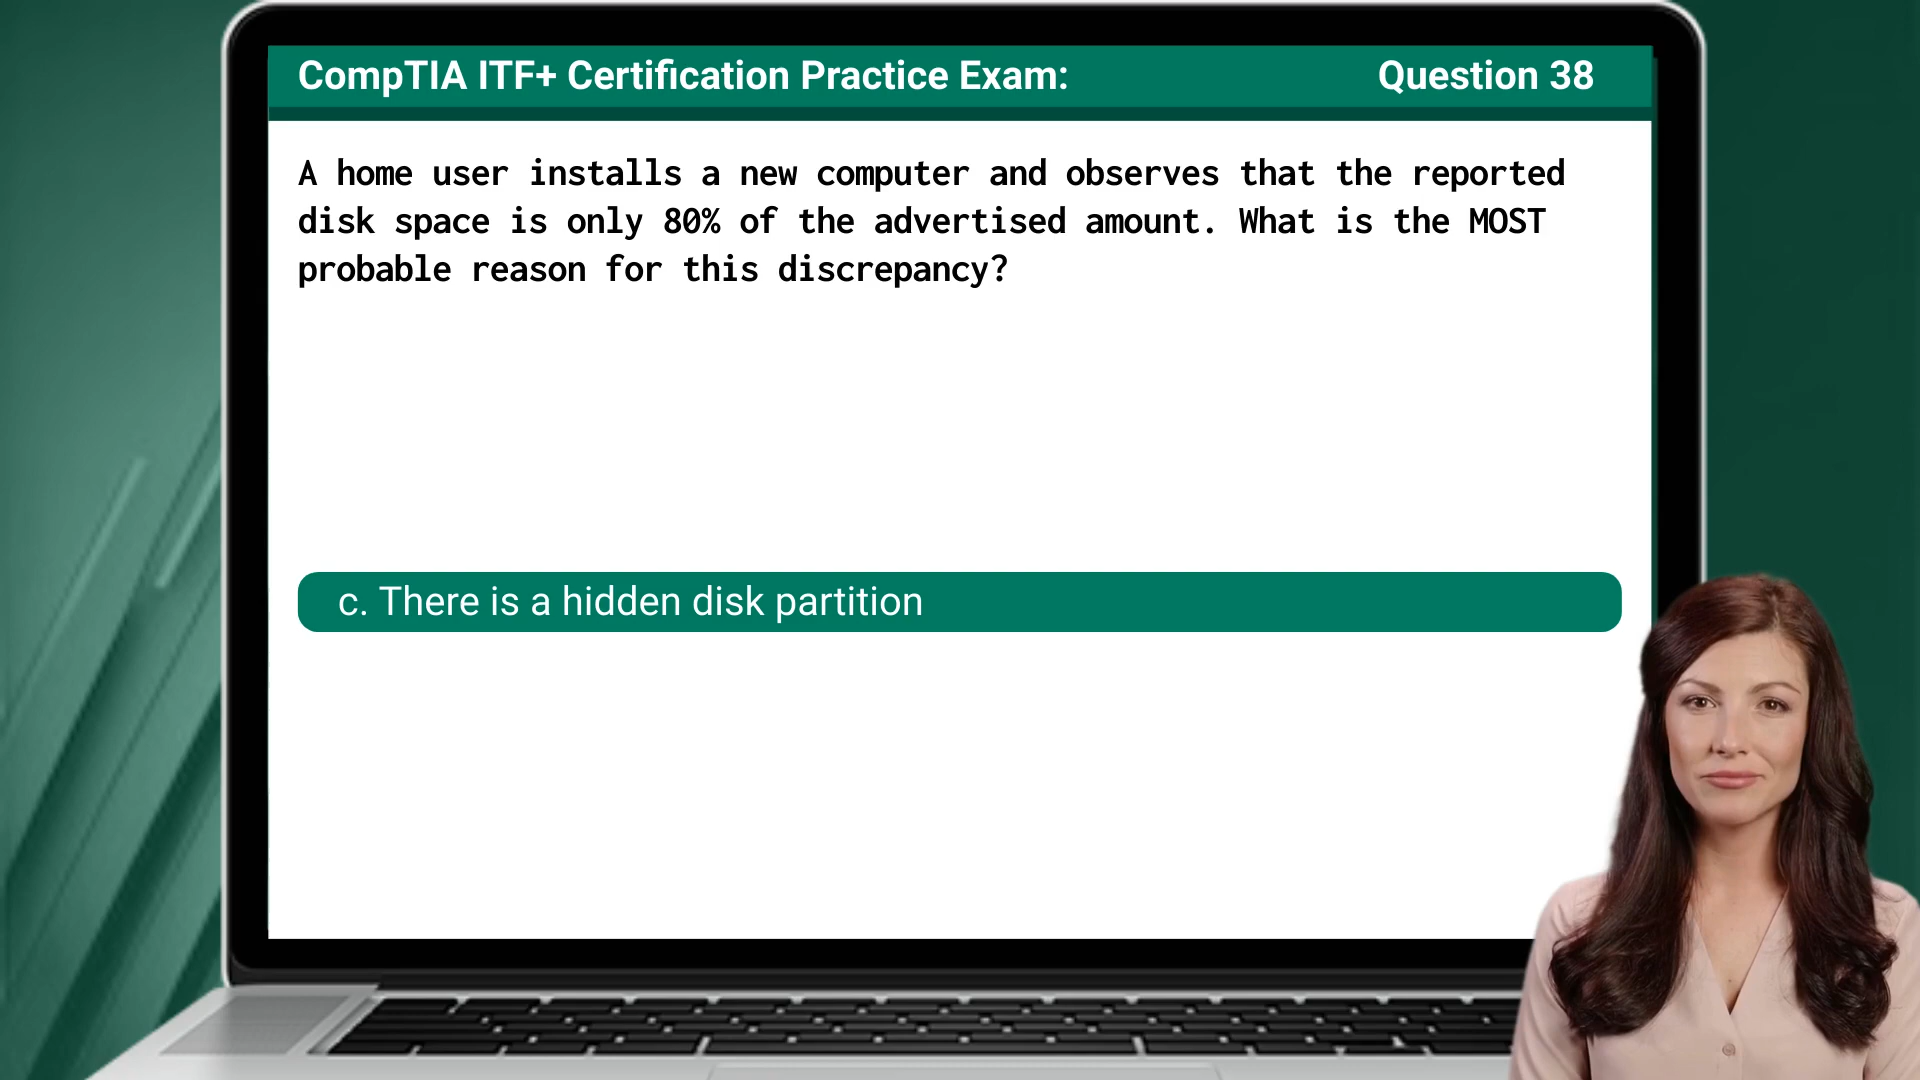 CompTIA ITF+ Certification Practice Exam:
Question 38
A home user installs a new computer and observes that the reported
disk space is only 80% of the advertised amount. What is the MOST
probable reason for this discrepancy?
c. There is a hidden disk partition